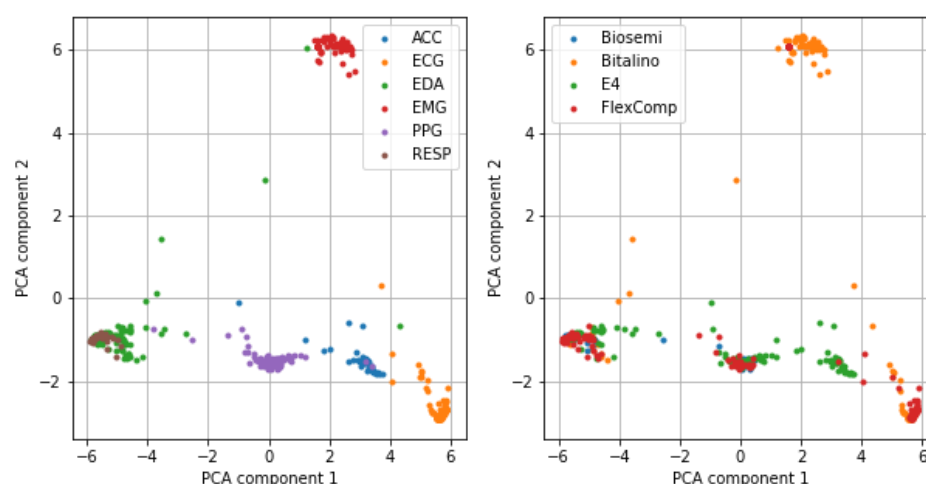 6
4
2
0
−2
−6
−4
−2
0
2
4
6
PCA component 2
PCA component 1
ACC
ECG
EDA
EMG
PPG
RESP
6
4
2
0
−2
−6
−4
−2
0
2
4
6
PCA component 2
PCA component 1
Biosemi
Bitalino
E4
FlexComp